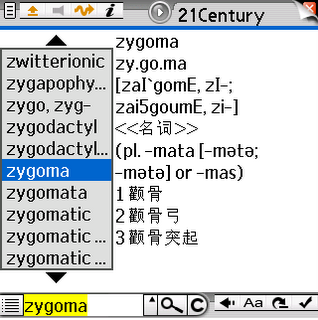 21Century
zwitterionic
zygapophy...
zygo, zyg-
zygodactyl
zygodactyl...
zygoma
zygomata
zygomatic
zygomatic ...
zygomatic ...
zygoma
zy.go.ma
[zaI`gomE, zI-;
zai5goumE, zi-]
<<名词>>
(pl. -mata [-mətə;
-mətə] or -mas)
1 颧骨
2 颧骨弓
3 颧骨突起
zygoma
Aa